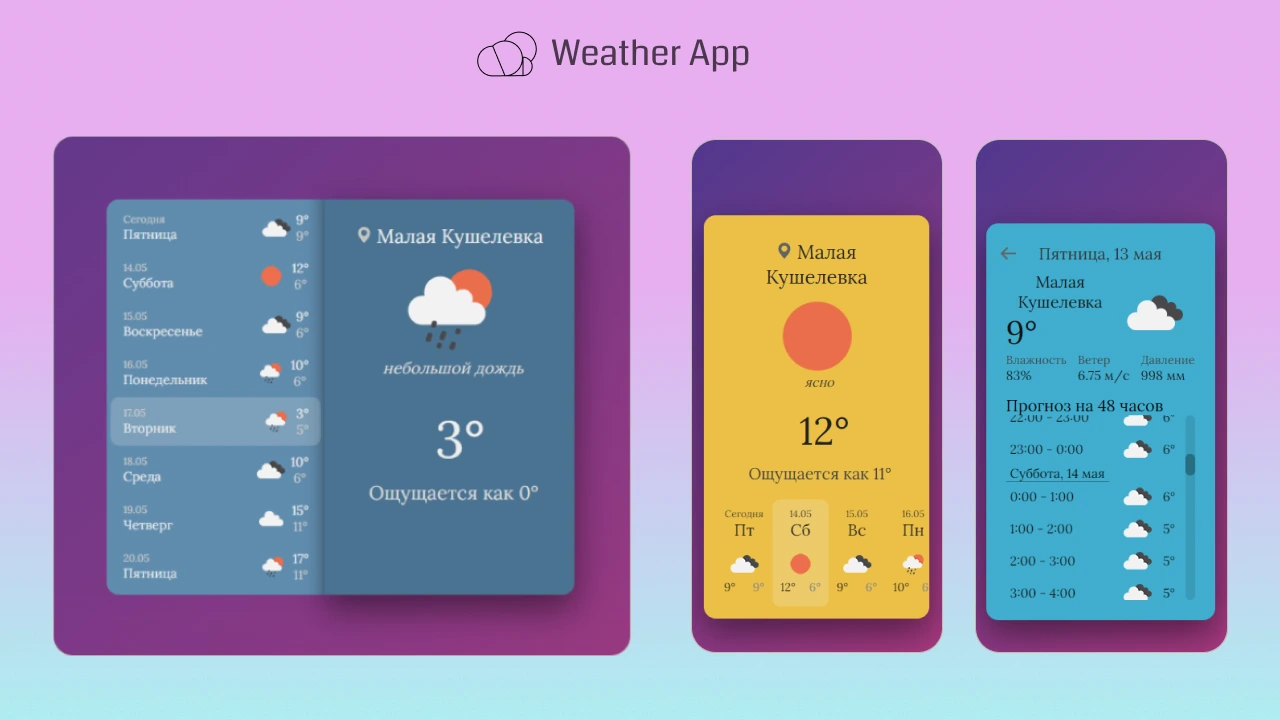 Weather App
Сегодня
Пятница
9°
9°
14.05
Суббота
12°
6°
15.05
Воскресенье
9°
6°
16.05
Понедельник
10°
6°
17.05
Вторник
3°
5°
18.05
Среда
10°
6°
19.05
Четверг
15°
11°
20.05
Пятница
17°
11°
Малая Кушелевка
небольшой дождь
3°
Ощущается как 0°
Малая
Кушелевка
ясно
12°
Ощущается как 11°
Сегодня 14.05 15.05 16.05
Пт Сб Вс Пн
9° 9° 12° 6° 9° 6° 10° 6
Пятница, 13 мая
Малая
Кушелевка
9°
Влажность Ветер Давление
83% 6.75 м/с 998 мм
Прогноз на 48 часов
22:00 - 23:00 6°
23:00 - 0:00 6°
Суббота, 14 мая
0:00 - 1:00 6°
1:00 - 2:00 5°
2:00 - 3:00 5°
3:00 - 4:00 5°